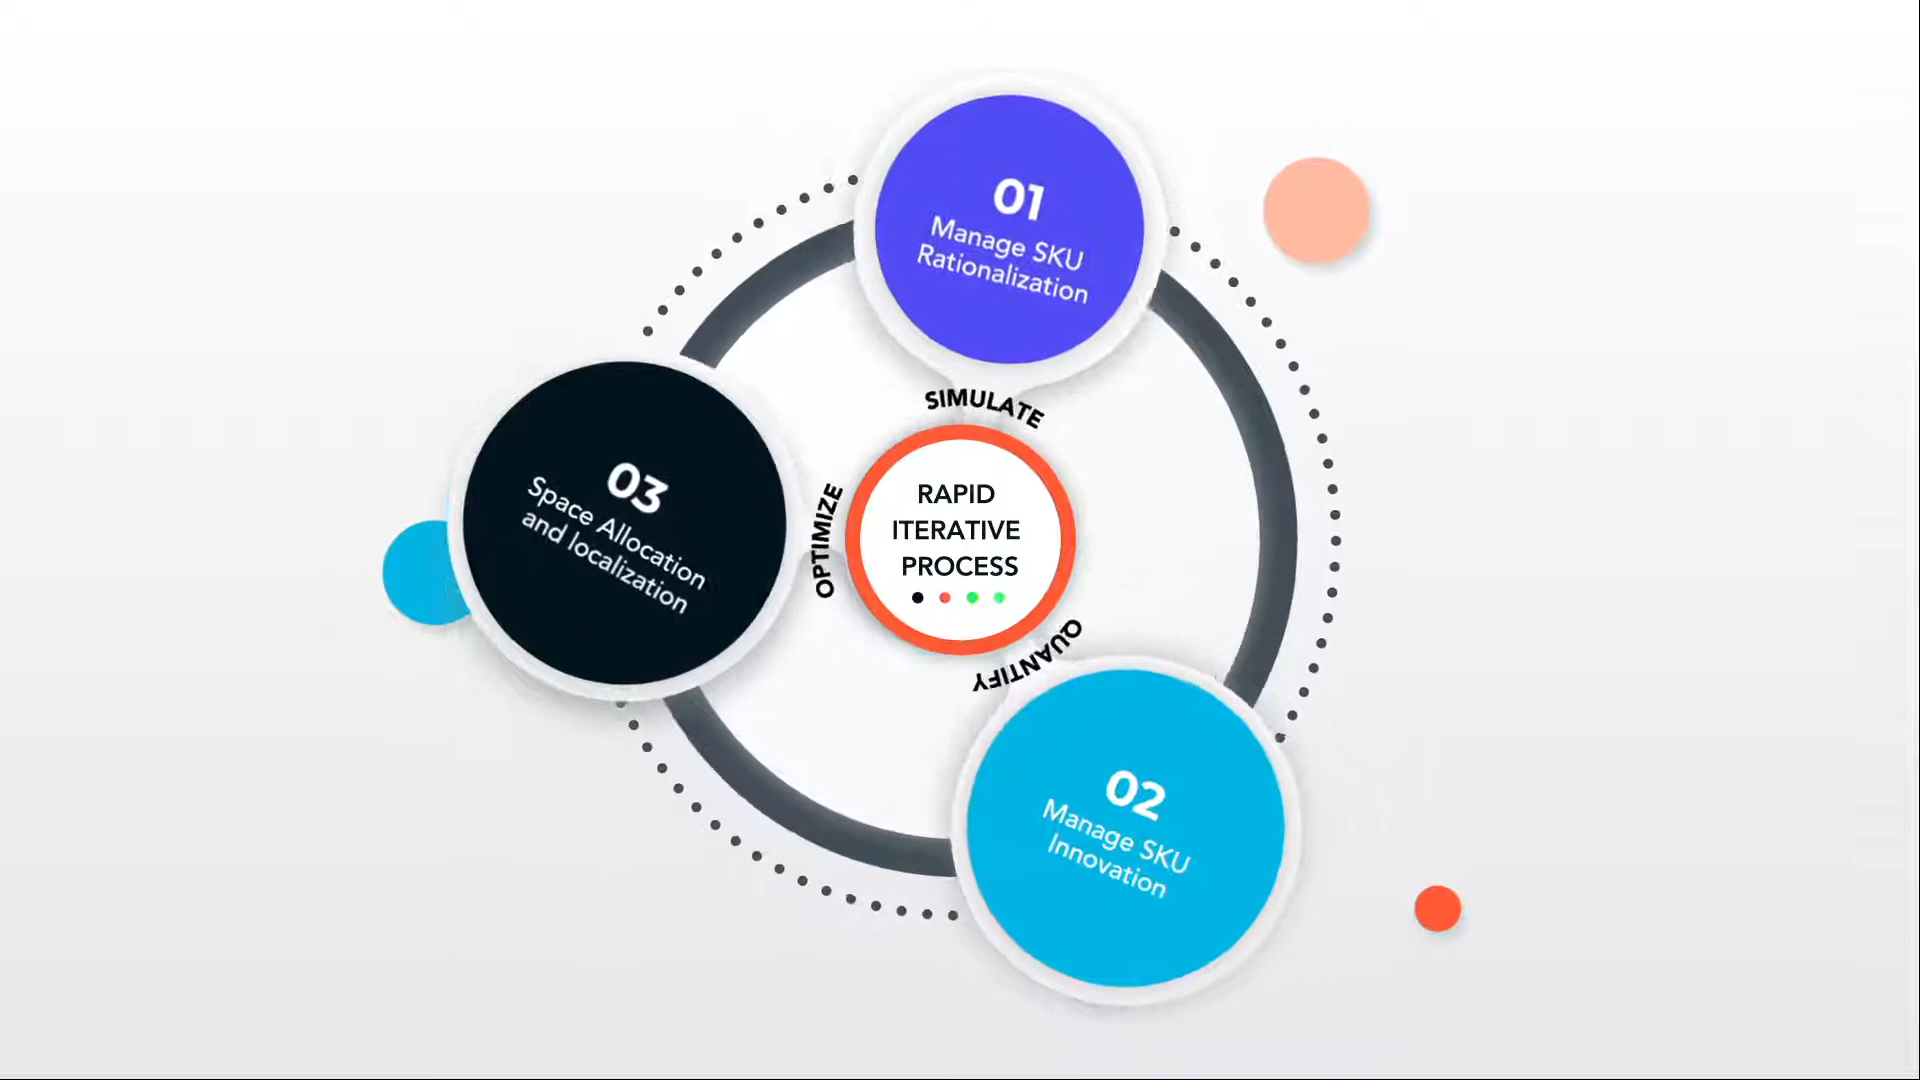 01
Manage SKU
Rationalization
SIMULATE
03
Space Allocation
and localization
OPTIMIZE
RAPID
ITERATIVE
PROCESS
QUANTIFY
02
Manage SKU
Innovation